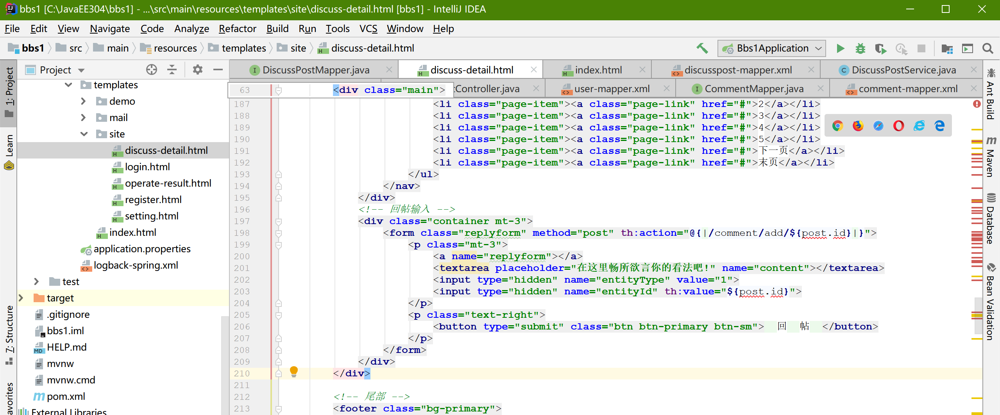 bbs1 [C:\JavaEE304\bbs1] - ...\src\main\resources\templates\site\discuss-detail.html [bbs1] - IntelliJ IDEA
File Edit View Navigate Code Analyze Refactor Build Run Tools VCS Window Help
bbs1 src main resources templates site discuss-detail.html Bbs1Application
Project
DiscussPostMapper.java discuss-detail.html index.html discusspost-mapper.xml DiscussPostService.java
tController.java user-mapper.xml CommentMapper.java comment-mapper.xml
1: Project
Learn
7: Structure
avorites
templates
demo
mail
site
discuss-detail.html
login.html
operate-result.html
register.html
setting.html
index.html
application.properties
logback-spring.xml
test
target
.gitignore
bbs1.iml
HELP.md
mvnw
mvnw.cmd
pom.xml
External Libraries
63 <div class="main">
187 <li class="page-item"><a class="page-link" href="#">2</a></li>
188 <li class="page-item"><a class="page-link" href="#">3</a></li>
189 <li class="page-item"><a class="page-link" href="#">4</a></li>
190 <li class="page-item"><a class="page-link" href="#">5</a></li>
191 <li class="page-item"><a class="page-link" href="#">下一页</a></li>
192 <li class="page-item"><a class="page-link" href="#">末页</a></li>
193 </ul>
194 </nav>
195 </div>
196 <!-- 回帖输入 -->
197 <div class="container mt-3">
198 <form class="replyform" method="post" th:action="@{|/comment/add/${post.id}|}">
199 <p class="mt-3">
200 <a name="replyform"></a>
201 <textarea placeholder="在这里畅所欲言你的看法吧!" name="content"></textarea>
202 <input type="hidden" name="entityType" value="1">
203 <input type="hidden" name="entityId" th:value="${post.id}">
204 </p>
205 <p class="text-right">
206 <button type="submit" class="btn btn-primary btn-sm">  回  帖  </button>
207 </p>
208 </form>
209 </div>
210 </div>
211
212 <!-- 尾部 -->
213 <footer class="bg-primary">
Ant Build
Maven
Database
Bean Validation